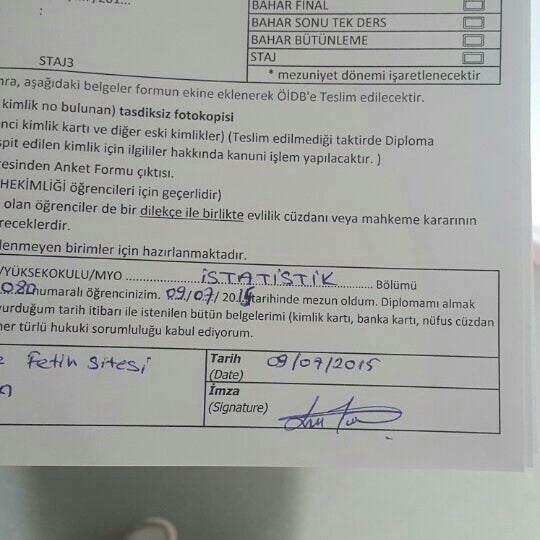 BAHAR FİNAL
BAHAR SONU TEK DERS
:
BAHAR BÜTÜNLEME
STAJ3
STAJ
* mezuniyet dönemi işaretlenecektir
nra, aşağıdaki belgeler formun ekine eklenerek ÖİDB'e Teslim edilecektir.
kimlik no bulunan) tasdiksiz fotokopisi
enci kimlik kartı ve diğer eski kimlikler) (Teslim edilmediği taktirde Diploma
spit edilen kimlik için ilgililer hakkında kanuni işlem yapılacaktır. )
resinden Anket Formu çıktısı.
HEKİMLİĞİ öğrencileri için geçerlidir)
olan öğrenciler de bir dilekçe ile birlikte evlilik cüzdanı veya mahkeme kararının
receklerdir.
lenmeyen birimler için hazırlanmaktadır.
/YÜKSEKOKULU/MYO ............ İSTATİSTİK ............ Bölümü
080 numaralı öğrencinizim. 09/07/2015 tarihinde mezun oldum. Diplomamı almak
vurduğum tarih itibarı ile istenilen bütün belgelerimi (kimlik kartı, banka kartı, nüfus cüzdan
her türlü hukuki sorumluluğu kabul ediyorum.
Fetih Sitesi
Tarih 09/07/2015
(Date)
İmza
(Signature)